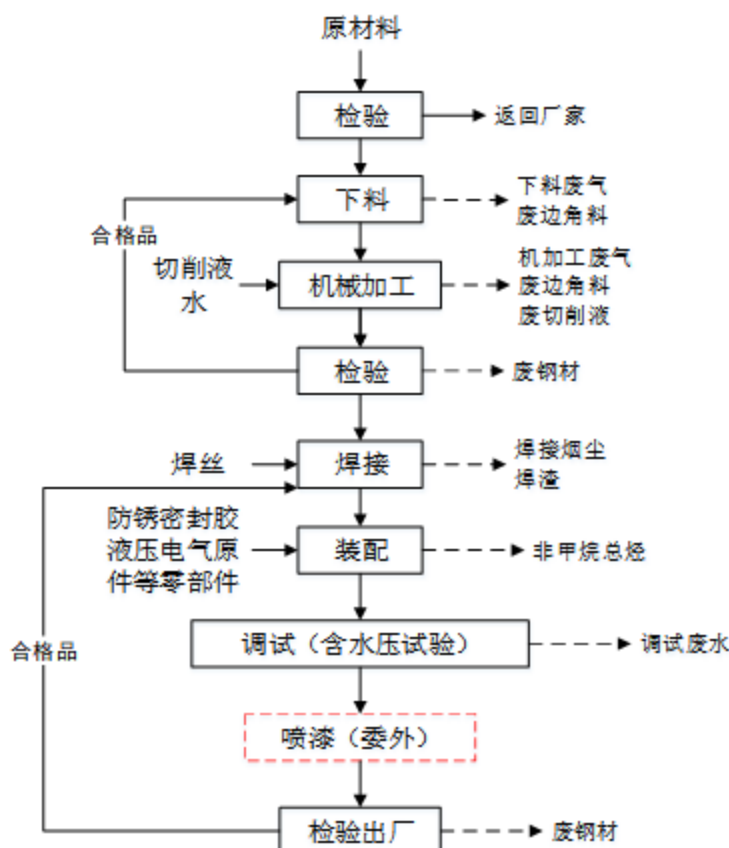 原材料
检验
返回厂家
下料
下料废气
废边角料
合格品
切削液
水
机械加工
机加工废气
废边角料
废切削液
检验
废钢材
焊丝
焊接
焊接烟尘
焊渣
防锈密封胶
液压电气原
件等零部件
装配
非甲烷总烃
合格品
调试（含水压试验）
调试废水
喷漆（委外）
检验出厂
废钢材